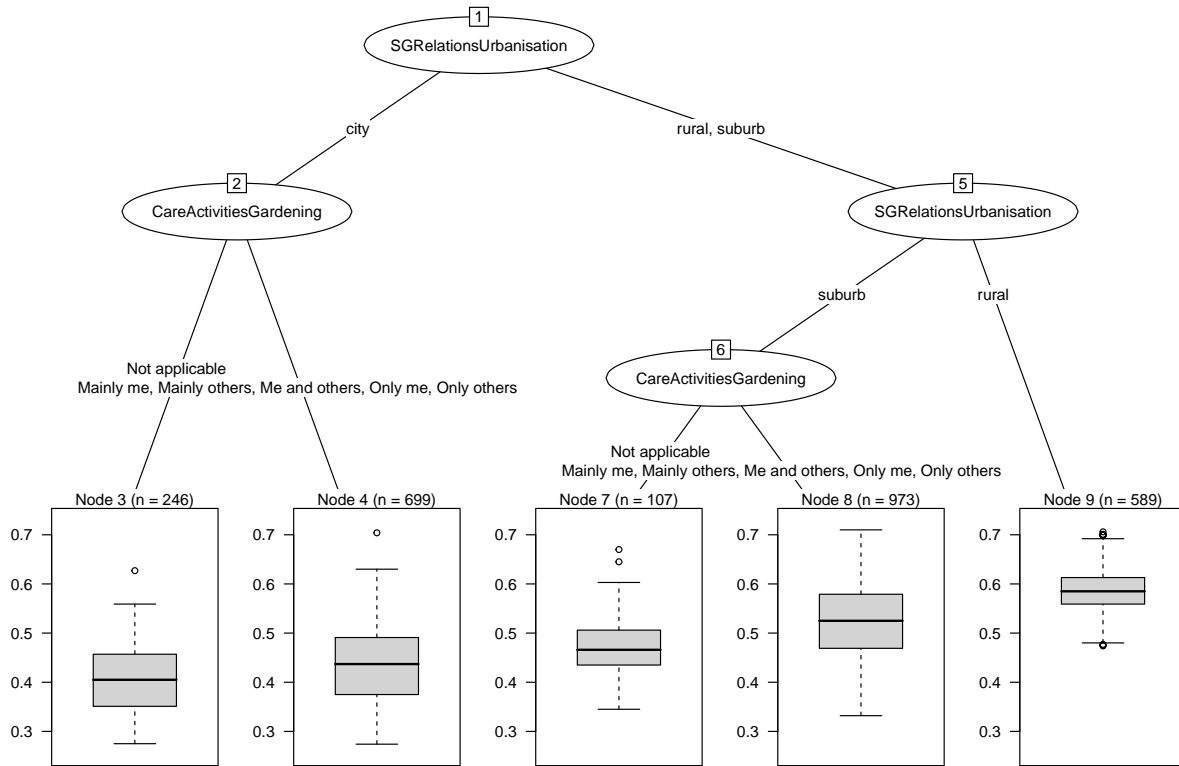 1
SGRelationsUrbanisation
city
rural, suburb
2
CareActivitiesGardening
5
SGRelationsUrbanisation
suburb
rural
6
CareActivitiesGardening
Not applicable
Mainly me, Mainly others, Me and others, Only me, Only others
Not applicable
Mainly me, Mainly others, Me and others, Only me, Only others
Node 3 (n = 246)
0.7
0.6
0.5
0.4
0.3
Node 4 (n = 699)
0.7
0.6
0.5
0.4
0.3
Node 7 (n = 107)
0.7
0.6
0.5
0.4
0.3
Node 8 (n = 973)
0.7
0.6
0.5
0.4
0.3
Node 9 (n = 589)
0.7
0.6
0.5
0.4
0.3